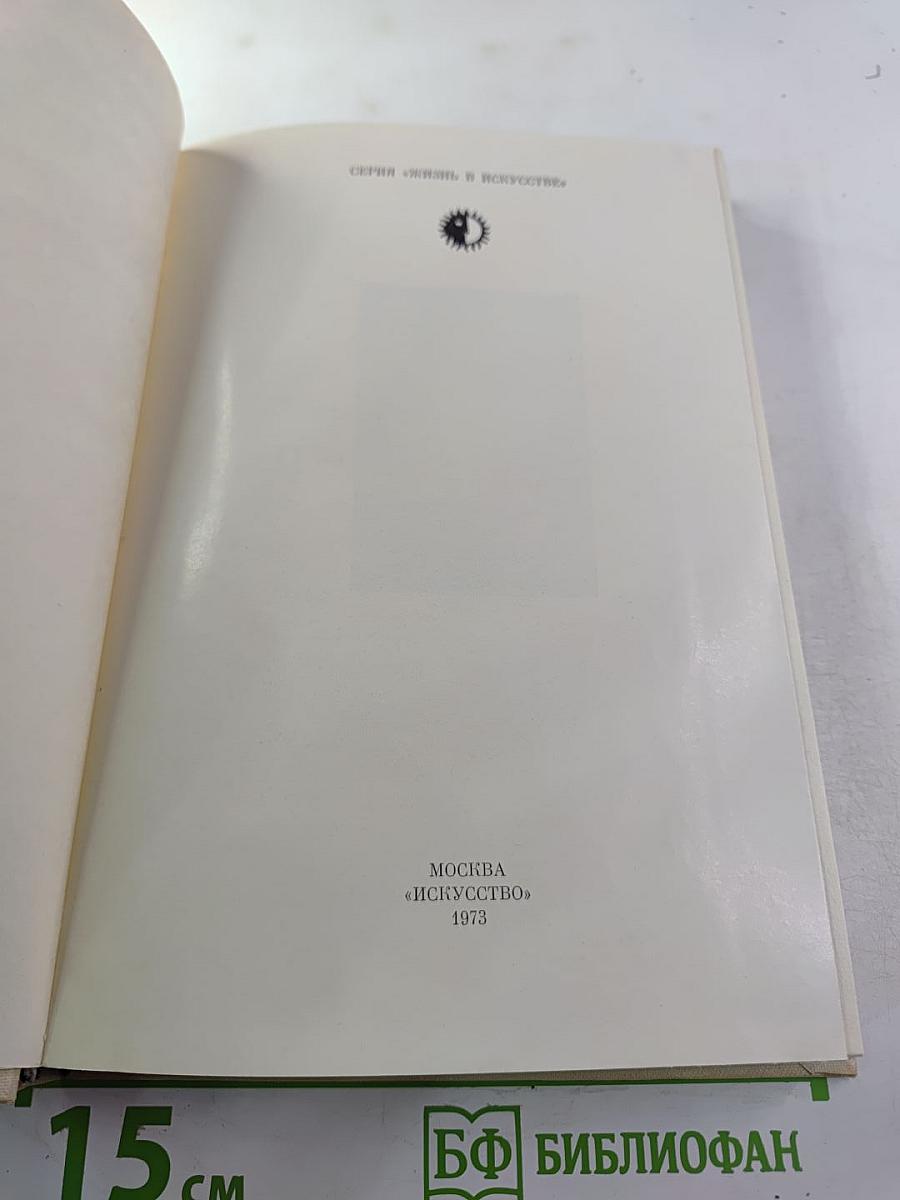 СЕРИЯ «ЖИЗНЬ В ИСКУССТВЕ»
МОСКВА
«ИСКУССТВО»
1973
15 см
БФ БИБЛИОФАН